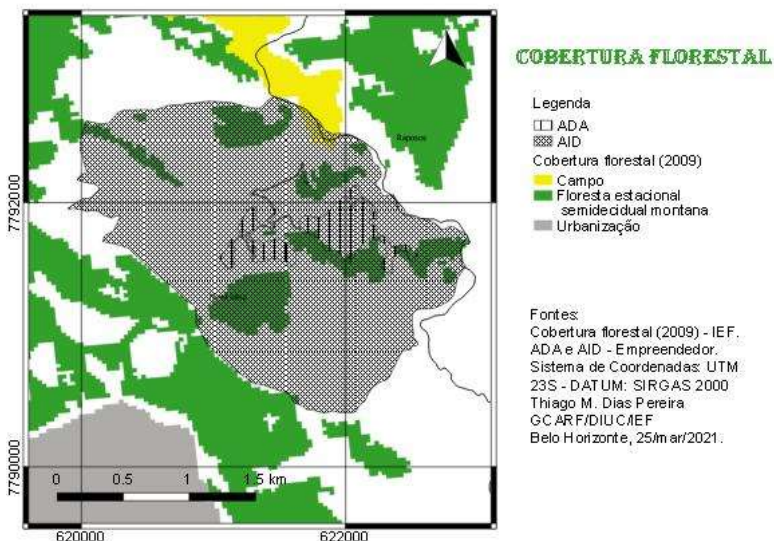 COBERTURA FLORESTAL
Legenda
ADA
AID
Cobertura florestal (2009)
Campo
Floresta estacional
semidecidual montana
Urbanização
Fontes:
Cobertura florestal (2009) - IEF.
ADA e AID - Empreendedor.
Sistema de Coordenadas: UTM
23S - DATUM: SIRGAS 2000
Thiago M. Dias Pereira
GCARF/DIUC/IEF
Belo Horizonte, 25/mar/2021.
Raposos
7792000
7790000
0 0.5 1 1.5 km
620000 622000